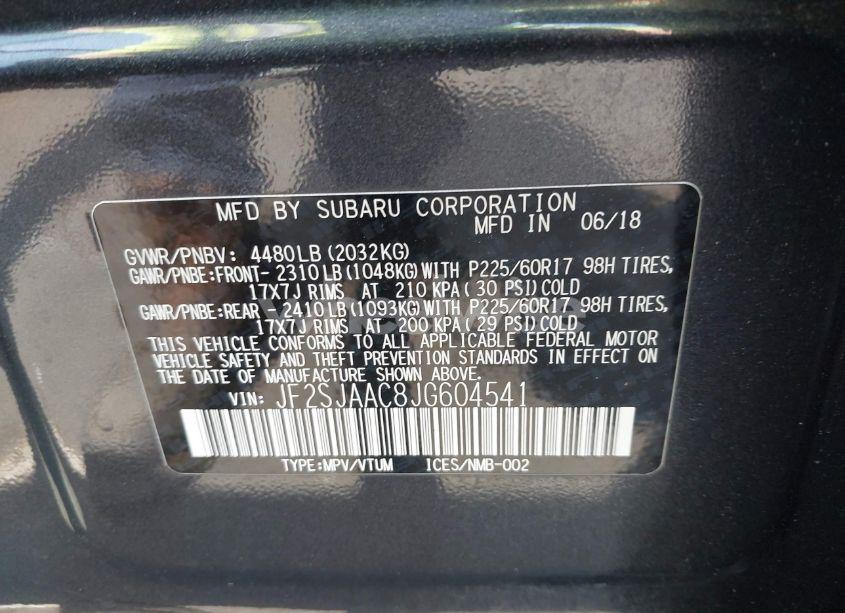 MFD BY SUBARU CORPORATION
MFD IN 06/18
GVWR/PNBV: 4480LB (2032KG)
GAWR/PNBE:FRONT- 2310LB (1048KG) WITH P225/60R17 98H TIRES,
17X7J RIMS AT 210 KPA( 30 PSI)COLD
GAWR/PNBE:REAR - 2410LB (1093KG) WITH P225/60R17 98H TIRES,
17X7J RIMS AT 200 KPA( 29 PSI)COLD
THIS VEHICLE CONFORMS TO ALL APPLICABLE FEDERAL MOTOR
VEHICLE SAFETY AND THEFT PREVENTION STANDARDS IN EFFECT ON
THE DATE OF MANUFACTURE SHOWN ABOVE.
VIN: JF2SJAAC8JG604541
TYPE:MPV/VTUM ICES/NMB-002